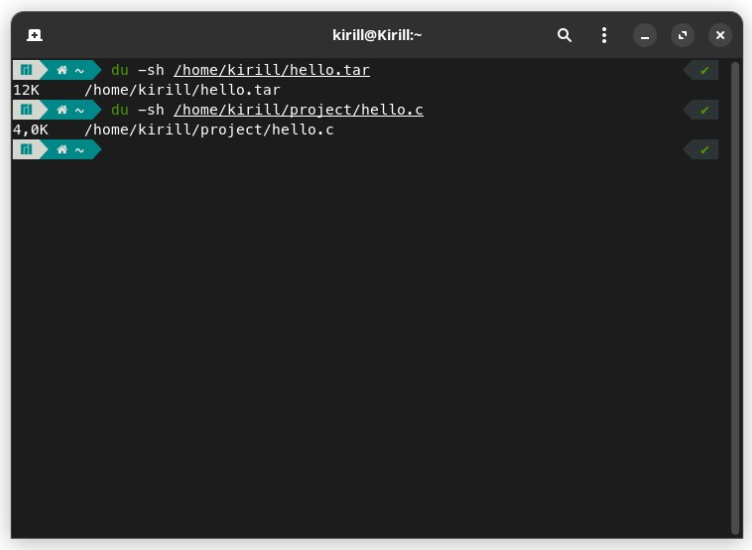 kirill@Kirill:~
~ du -sh /home/kirill/hello.tar ✔
12K /home/kirill/hello.tar
~ du -sh /home/kirill/project/hello.c ✔
4,0K /home/kirill/project/hello.c
~ ✔